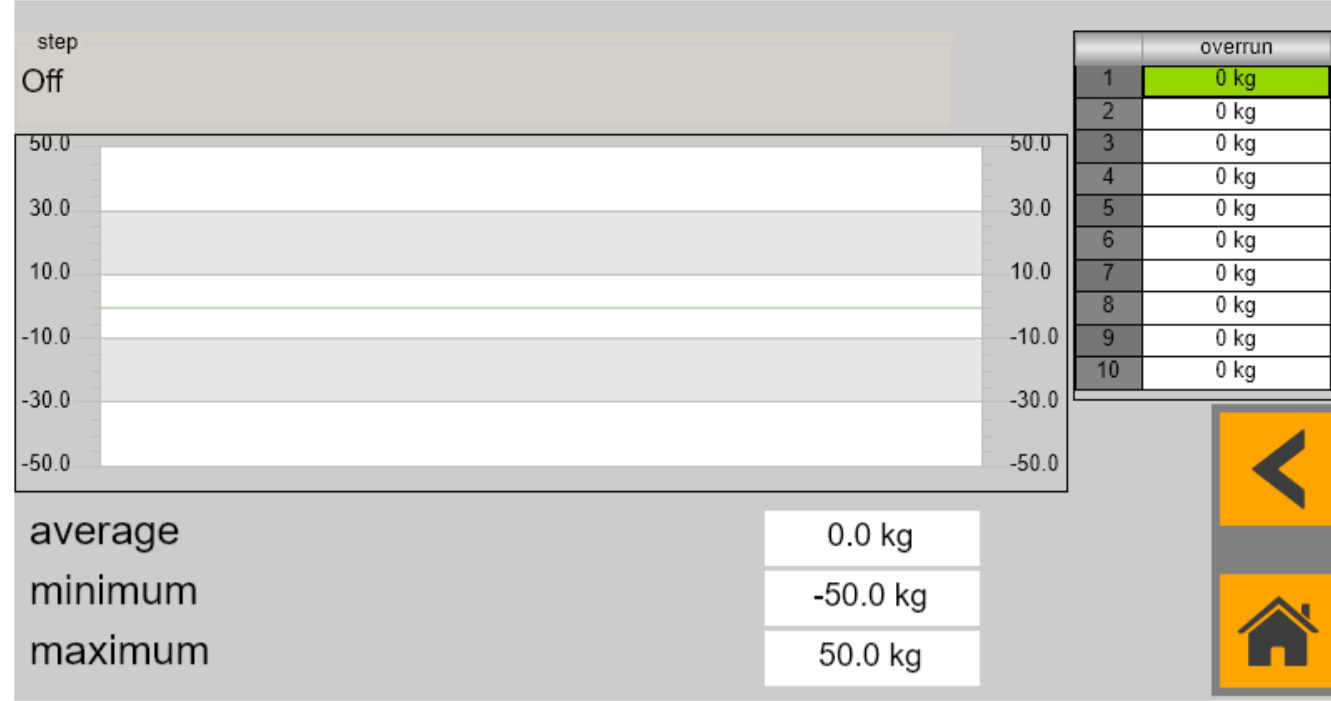 step
Off
overrun
1 0 kg
2 0 kg
3 0 kg
4 0 kg
5 0 kg
6 0 kg
7 0 kg
8 0 kg
9 0 kg
10 0 kg
50.0 50.0
30.0 30.0
10.0 10.0
-10.0 -10.0
-30.0 -30.0
-50.0 -50.0
average 0.0 kg
minimum -50.0 kg
maximum 50.0 kg